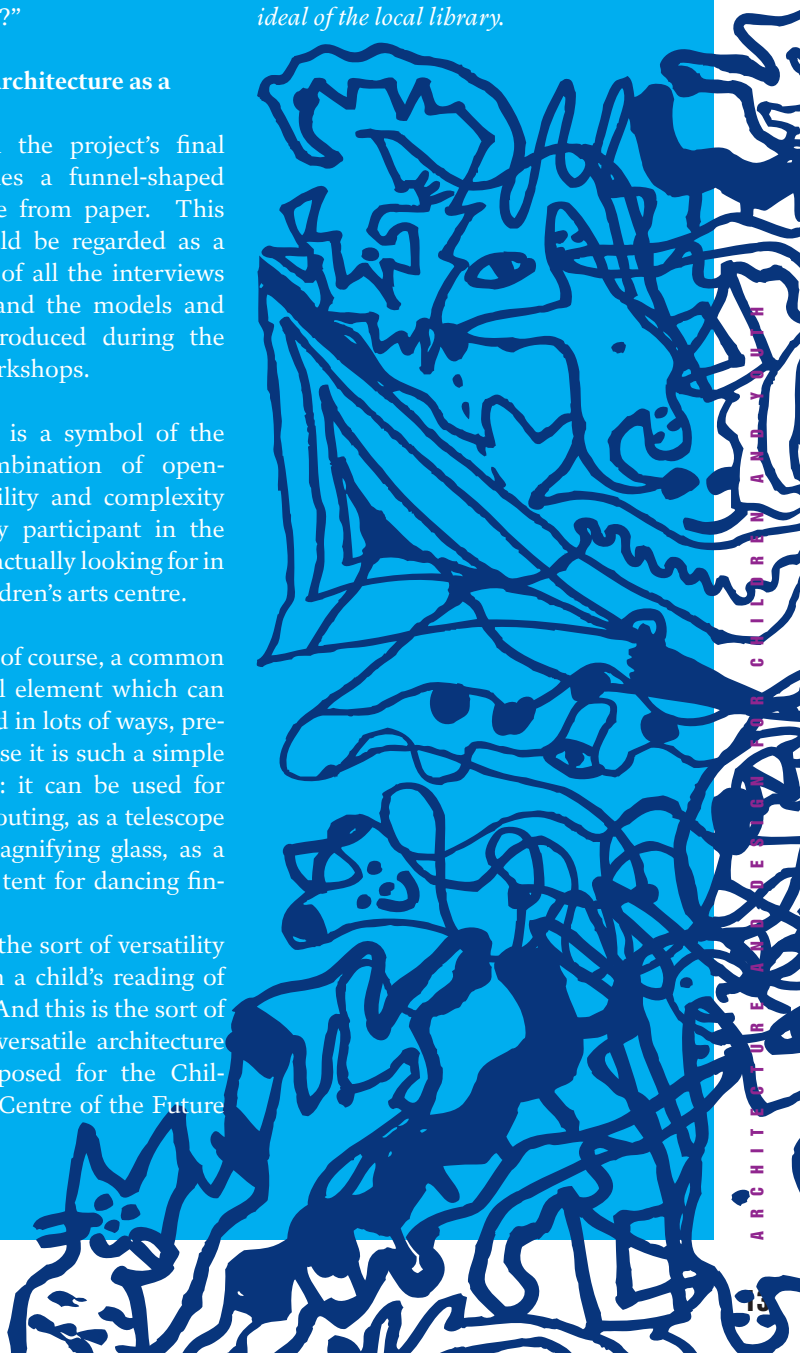 ?”
rchitecture as a
the project’s final
es a funnel-shaped
e from paper. This
ld be regarded as a
of all the interviews
and the models and
roduced during the
rkshops.
is a symbol of the
mbination of open-
ility and complexity
y participant in the
actually looking for in
dren’s arts centre.
of course, a common
l element which can
d in lots of ways, pre-
se it is such a simple
: it can be used for
outing, as a telescope
agnifying glass, as a
tent for dancing fin-
the sort of versatility
n a child’s reading of
And this is the sort of
versatile architecture
posed for the Chil-
Centre of the Future
ideal of the local library.
ARCHITECTURE AND DESIGN FOR CHILDREN AND YOUTH